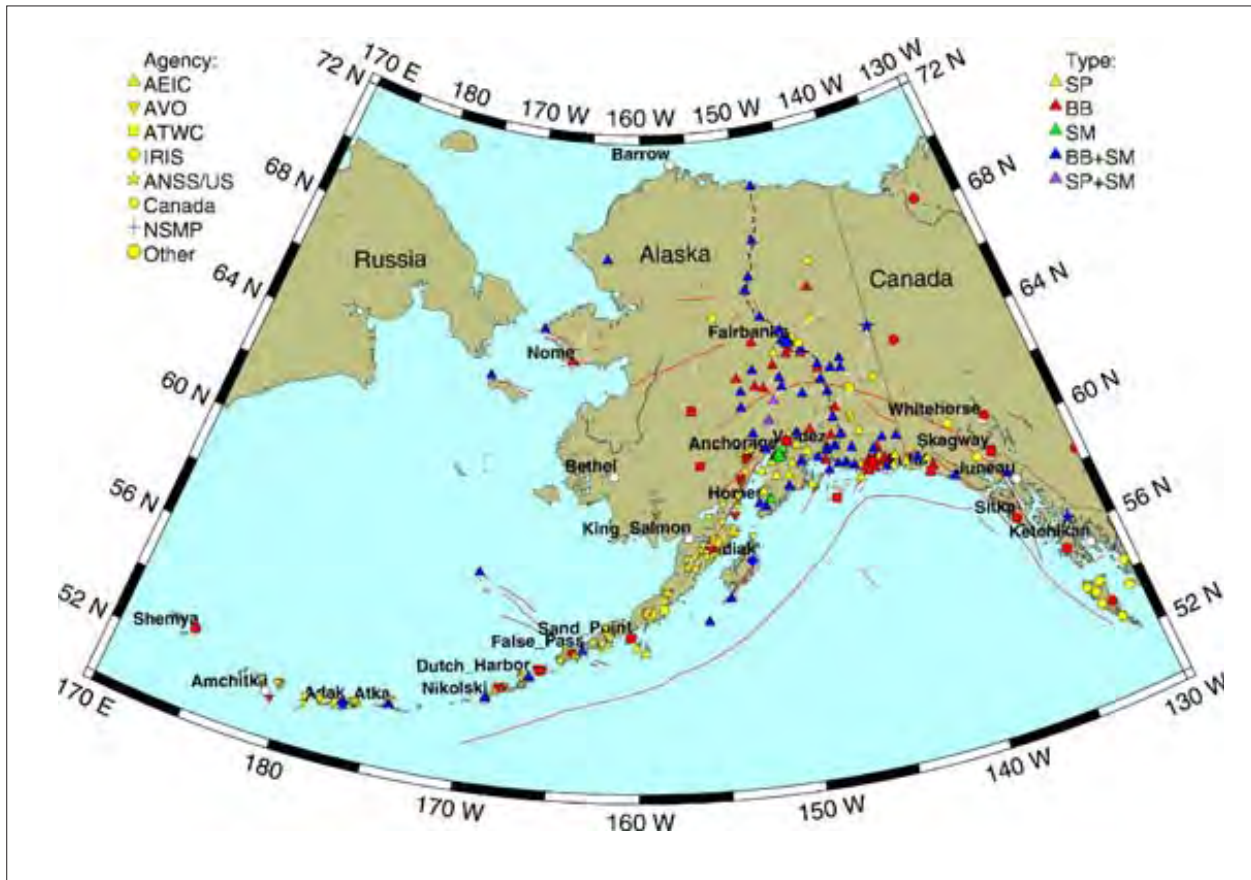 Agency:
AEIC
AVO
ATWC
IRIS
ANSS/US
Canada
NSMP
Other
Type:
SP
BB
SM
BB+SM
SP+SM
170 E
180
170 W
160 W
150 W
140 W
130 W
72 N
72 N
68 N
68 N
64 N
64 N
60 N
60 N
56 N
56 N
52 N
52 N
Barrow
Russia
Alaska
Canada
Nome
Fairbanks
Whitehorse
Anchorage
Skagway
Bethel
Juneau
Homer
King_Salmon
Sitka
Ketchikan
Shemya
Sand_Point
False_Pass
Dutch_Harbor
Amchitka
Adak
Atka
Nikolski
170 E
180
170 W
160 W
150 W
140 W
130 W